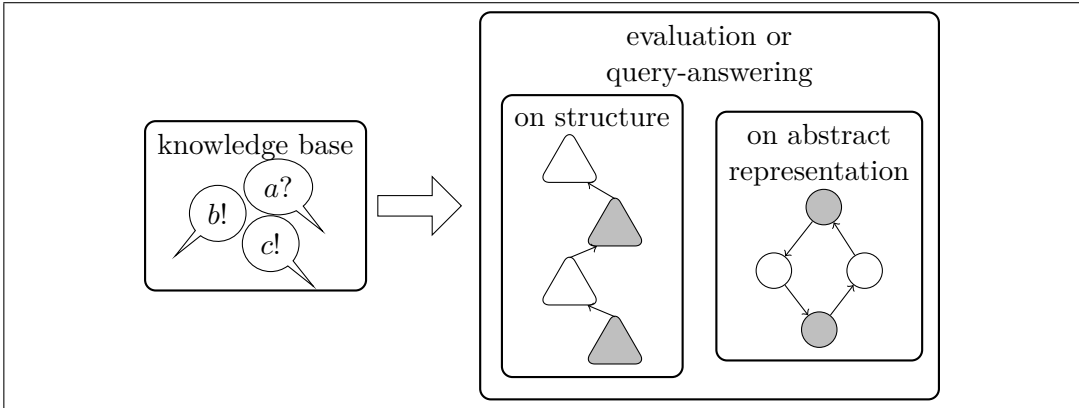 evaluation or
query-answering
on structure
on abstract
representation
knowledge base
a?
b!
c!